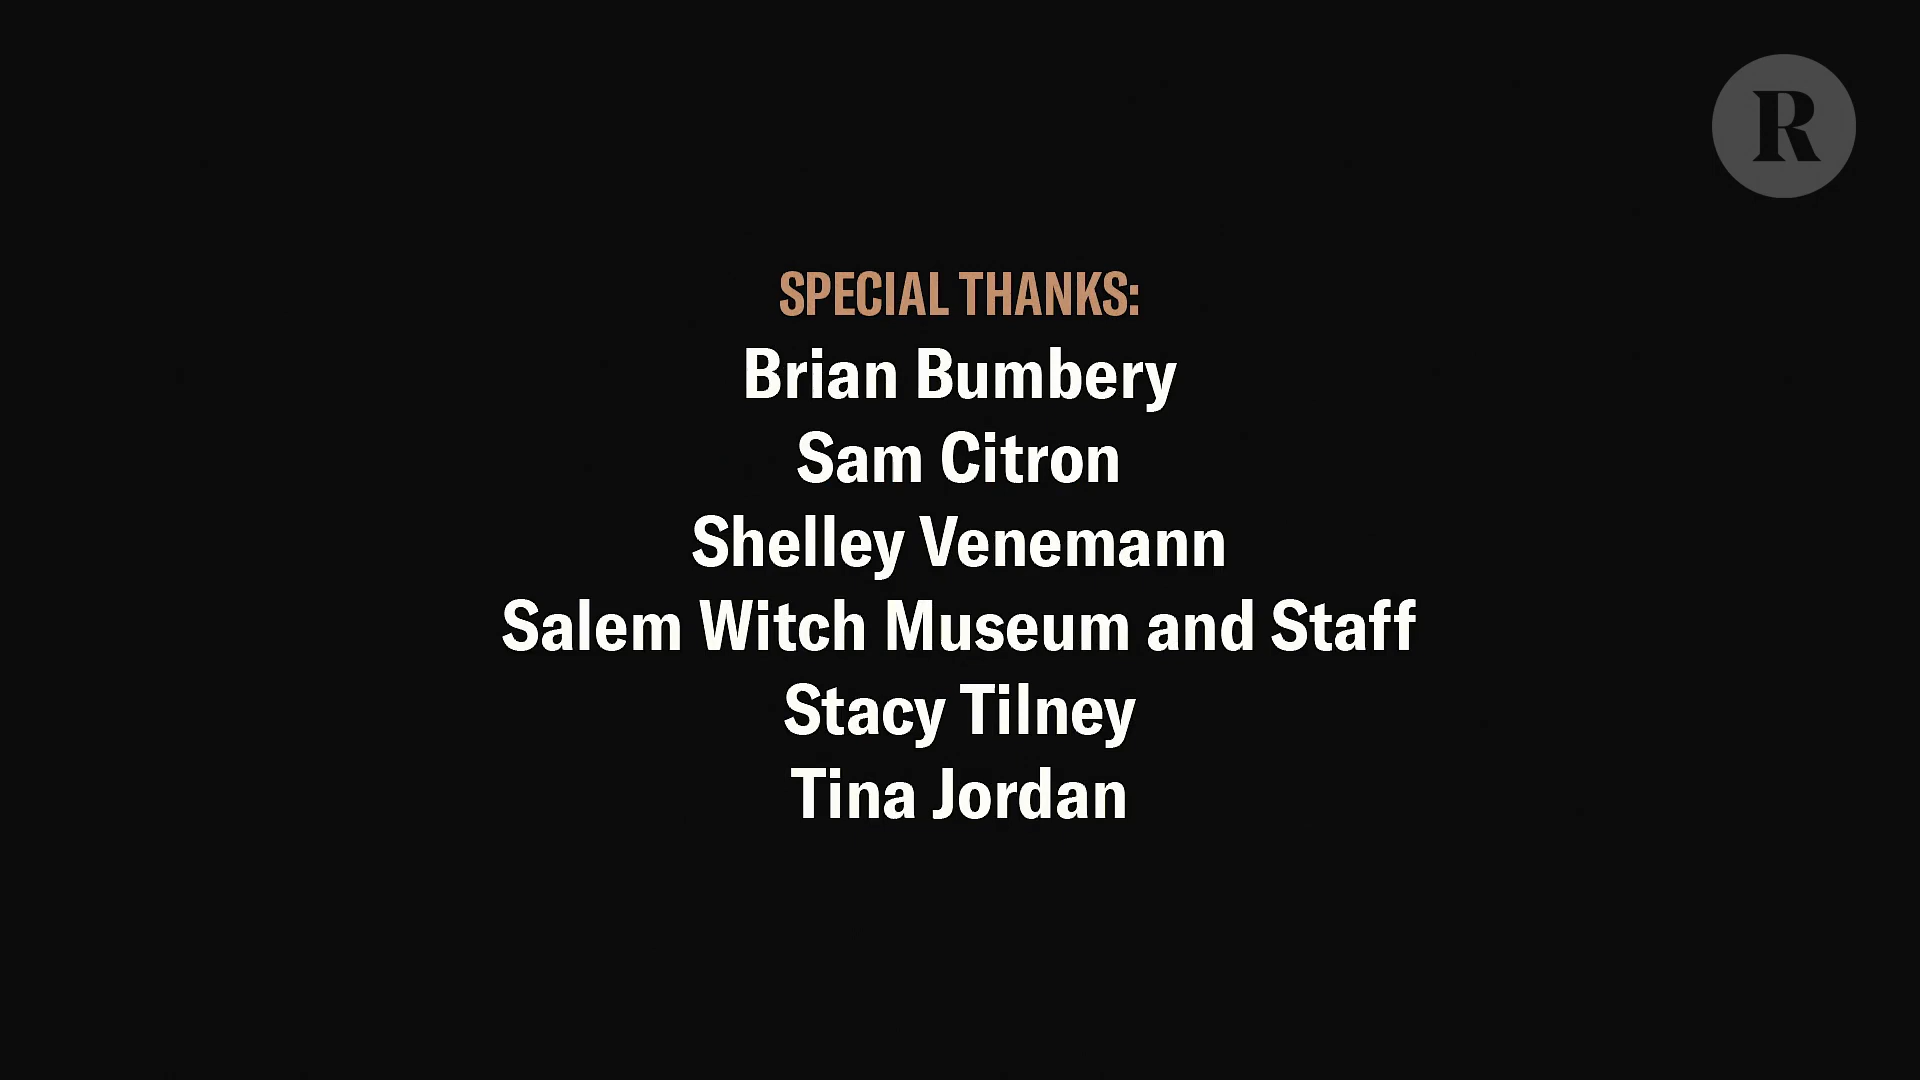 R
SPECIAL THANKS:
Brian Bumbery
Sam Citron
Shelley Venemann
Salem Witch Museum and Staff
Stacy Tilney
Tina Jordan